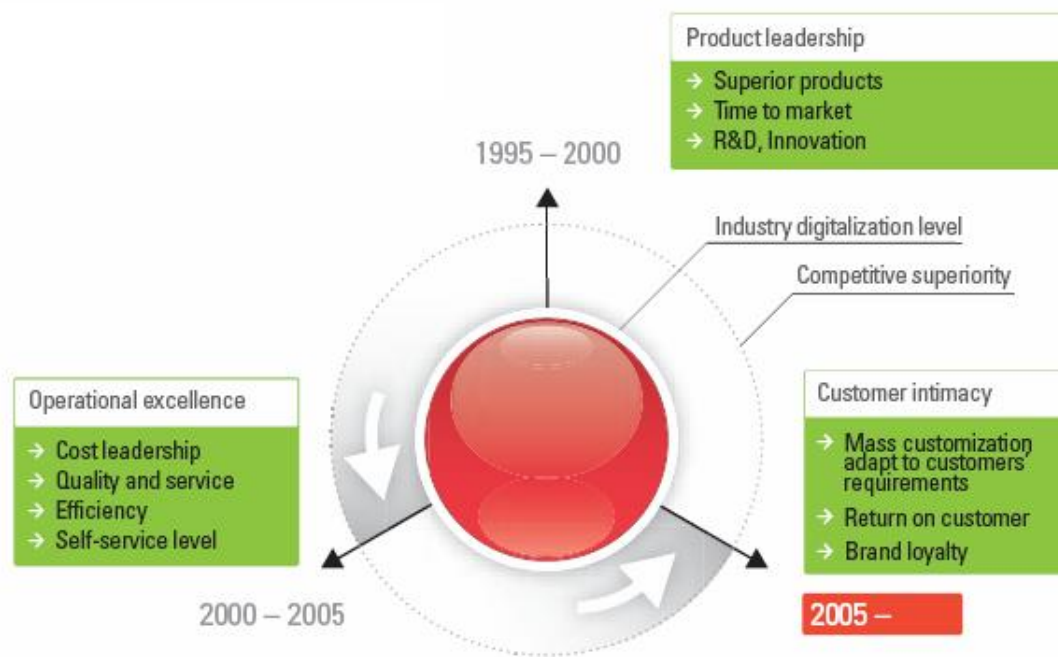 Product leadership
→ Superior products
→ Time to market
→ R&D, Innovation
1995 – 2000
Industry digitalization level
Competitive superiority
Operational excellence
→ Cost leadership
→ Quality and service
→ Efficiency
→ Self-service level
2000 – 2005
Customer intimacy
→ Mass customization,
adapt to customers'
requirements
→ Return on customer
→ Brand loyalty
2005 –